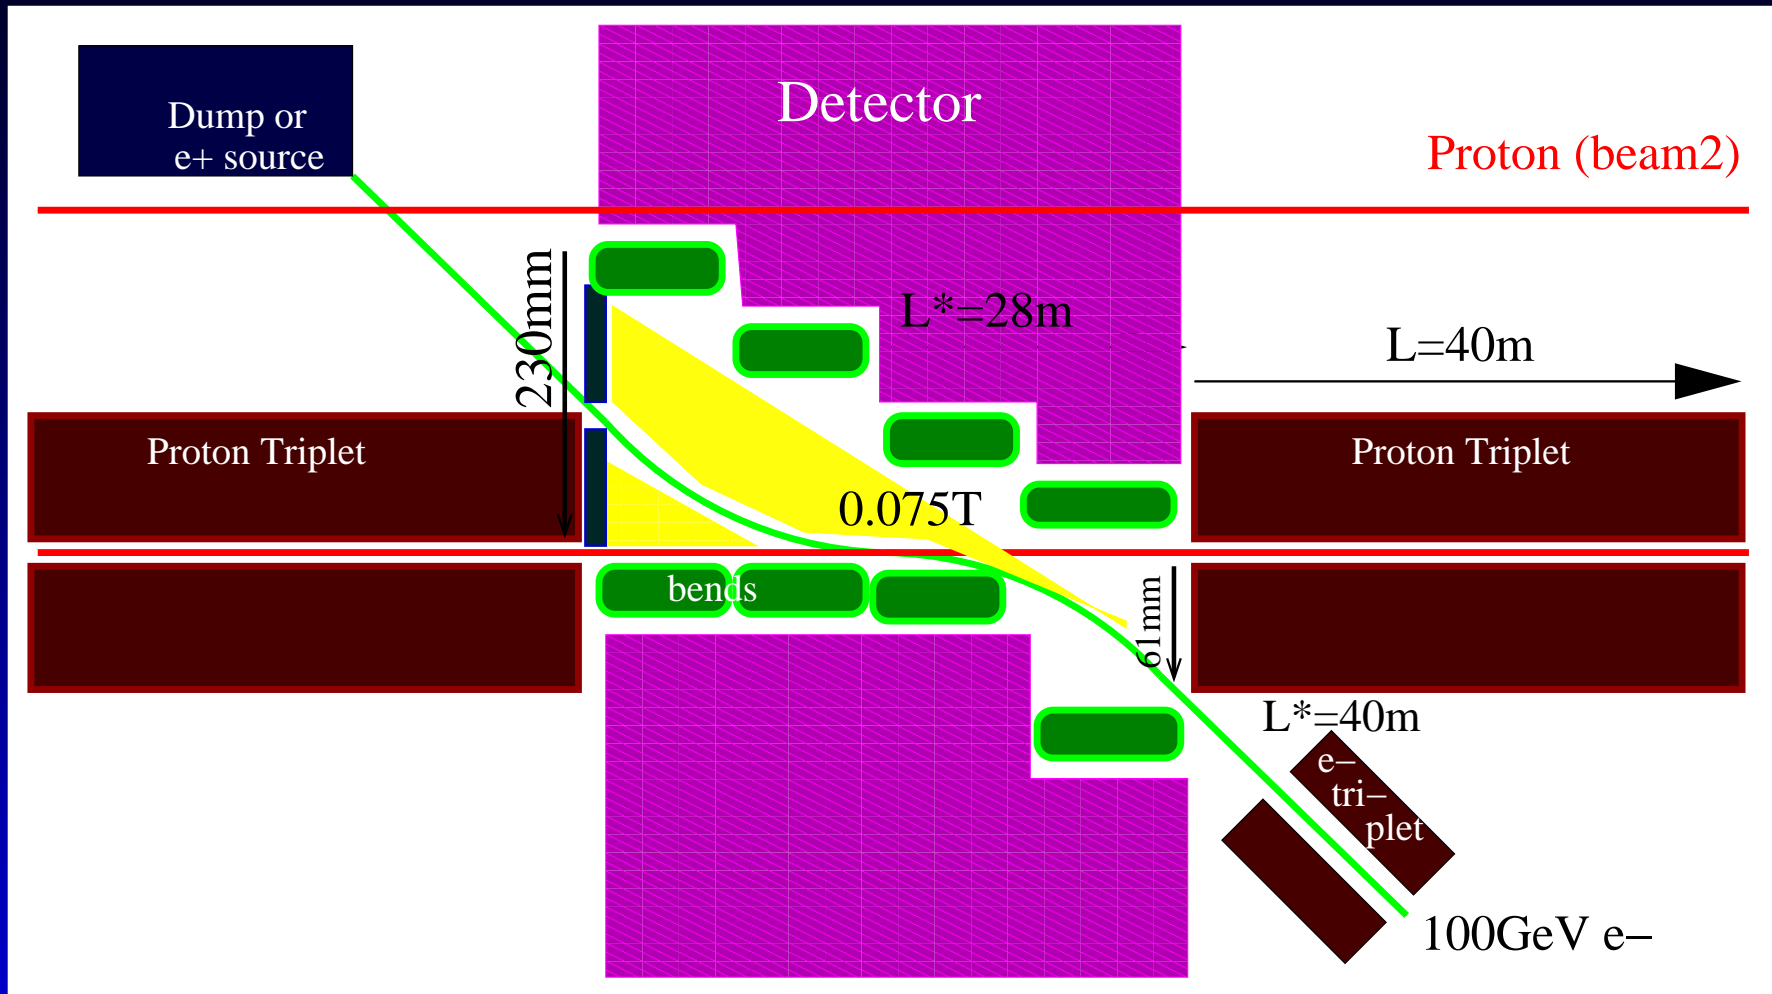 Detector
Dump or
e+ source
Proton (beam2)
230mm
L*=28m
L=40m
Proton Triplet
Proton Triplet
0.075T
bends
61mm
L*=40m
e−
tri−
plet
100GeV e−